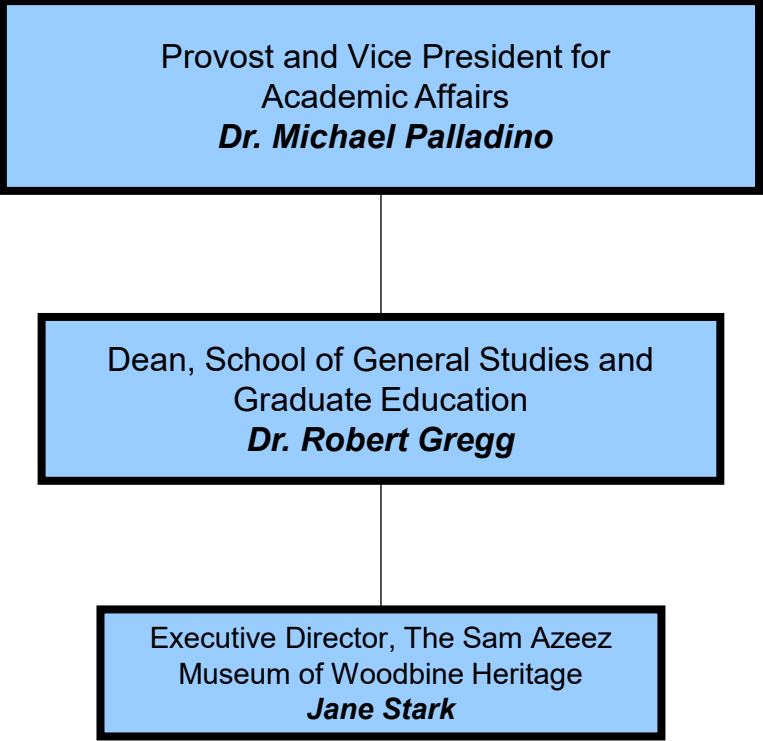 Provost and Vice President for
Academic Affairs
Dr. Michael Palladino
Dean, School of General Studies and
Graduate Education
Dr. Robert Gregg
Executive Director, The Sam Azeez
Museum of Woodbine Heritage
Jane Stark